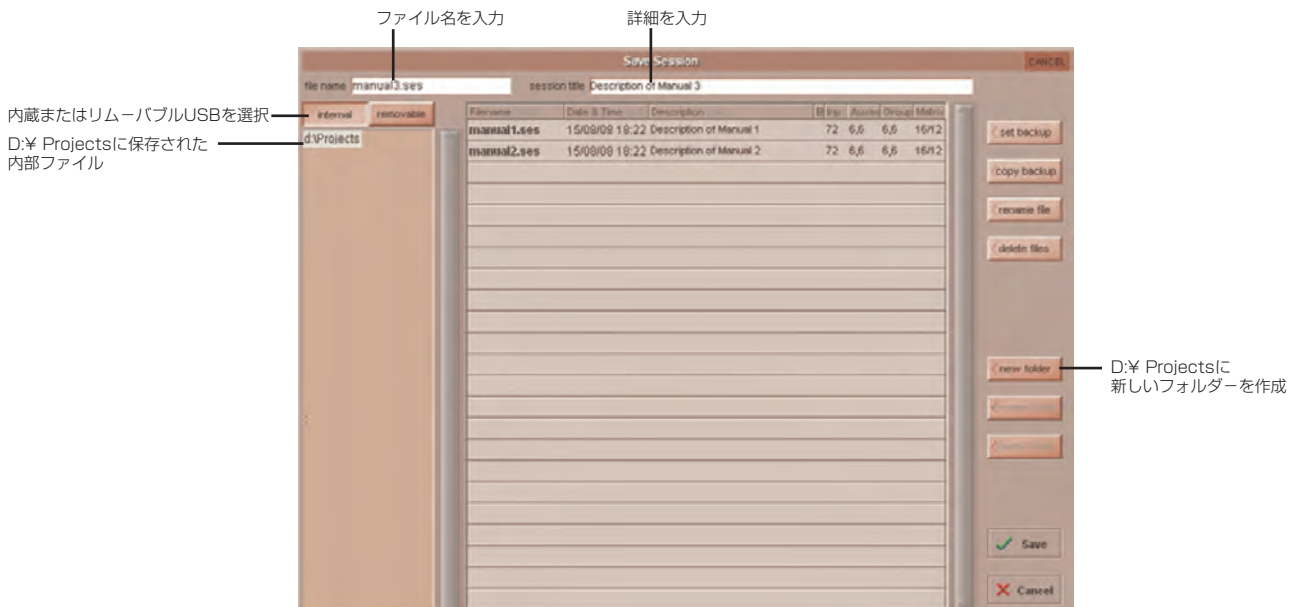 ファイル名を入力
詳細を入力
Save Session
CANCEL
file name manual3.ses
session title Description of Manual 3
内蔵またはリムーバブルUSBを選択
internal removable
Filename Date & Time Description Inp Auxes Group Matrix
D:¥ Projectsに保存された
内部ファイル
d:\Projects
manual1.ses 15/08/08 18:22 Description of Manual 1 72 6,6 6,6 16/12
manual2.ses 15/08/08 18:22 Description of Manual 2 72 6,6 6,6 16/12
set backup
copy backup
rename file
delete files
new folder
D:¥ Projectsに
新しいフォルダーを作成
Save
Cancel